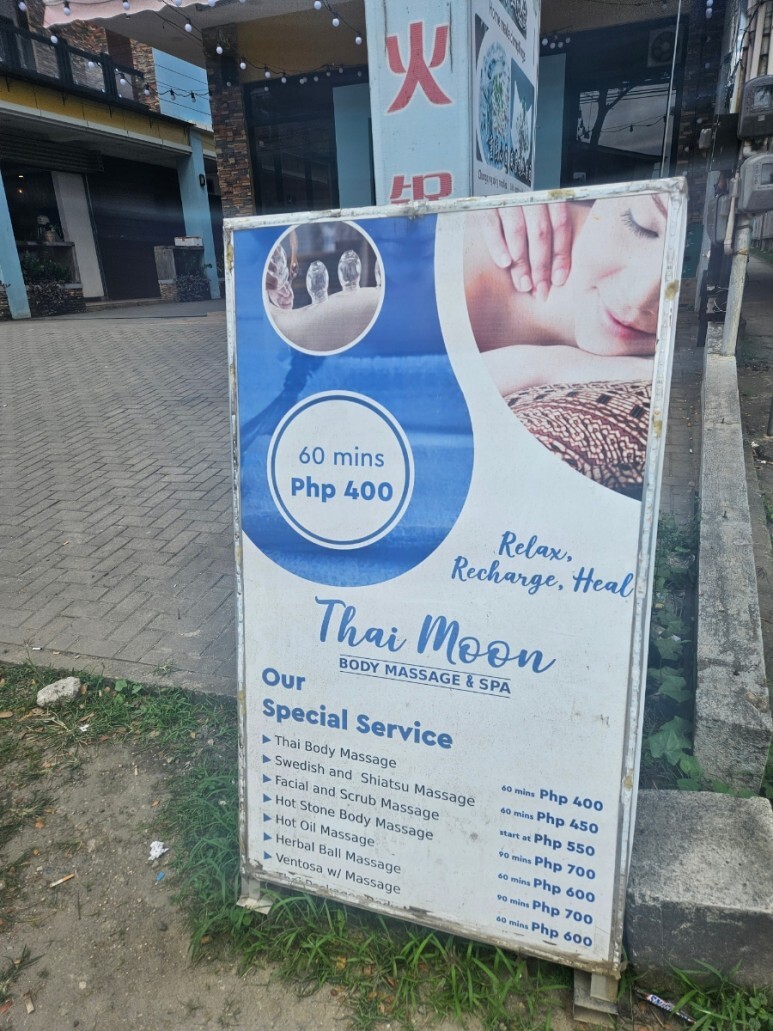 火
60 mins
Php 400
Relax,
Recharge, Heal
Thai Moon
BODY MASSAGE & SPA
Our
Special Service
Thai Body Massage 60 mins Php 400
Swedish and Shiatsu Massage 60 mins Php 450
Facial and Scrub Massage start at Php 550
Hot Stone Body Massage 90 mins Php 700
Hot Oil Massage 60 mins Php 600
Herbal Ball Massage 90 mins Php 700
Ventosa w/ Massage 60 mins Php 600